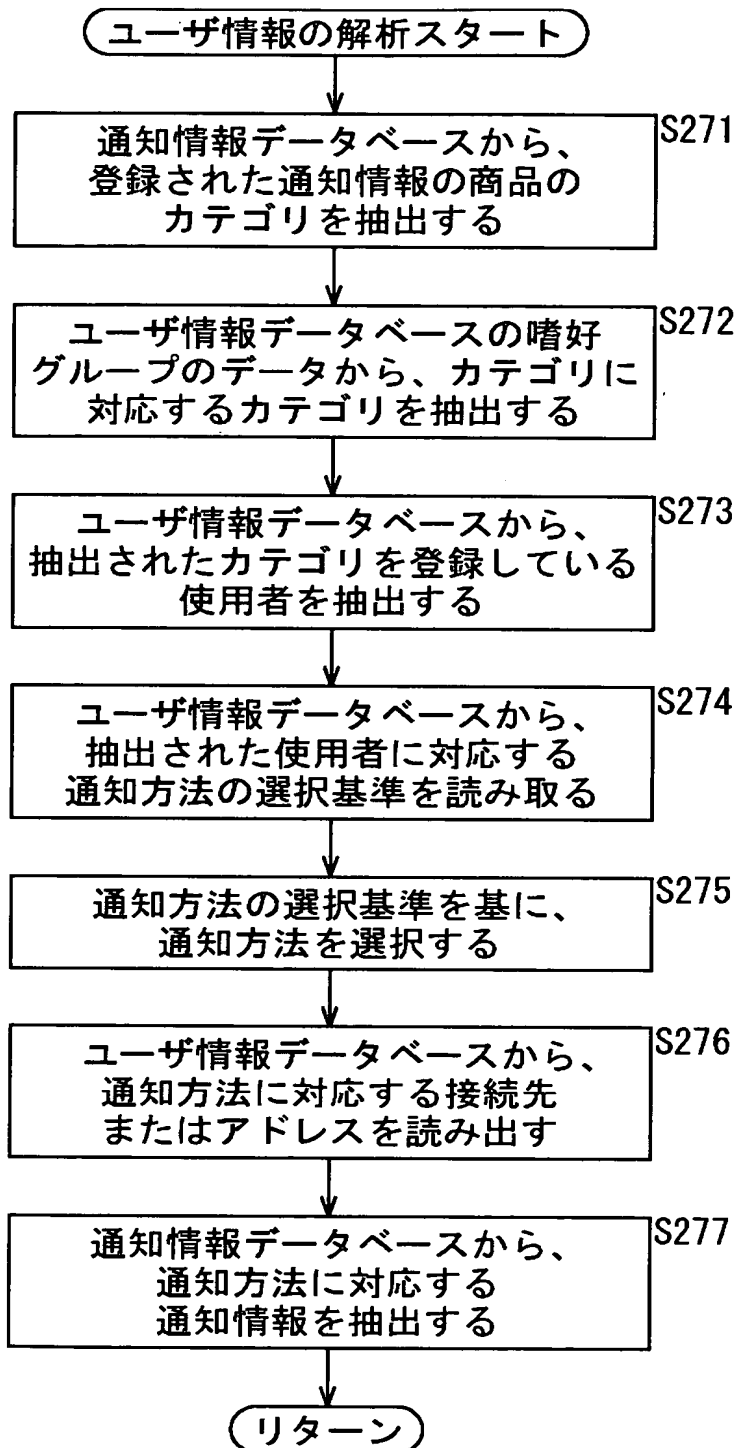 ユーザ情報の解析スタート
S271
通知情報データベースから、
登録された通知情報の商品の
カテゴリを抽出する
S272
ユーザ情報データベースの嗜好
グループのデータから、カテゴリに
対応するカテゴリを抽出する
S273
ユーザ情報データベースから、
抽出されたカテゴリを登録している
使用者を抽出する
S274
ユーザ情報データベースから、
抽出された使用者に対応する
通知方法の選択基準を読み取る
S275
通知方法の選択基準を基に、
通知方法を選択する
S276
ユーザ情報データベースから、
通知方法に対応する接続先
またはアドレスを読み出す
S277
通知情報データベースから、
通知方法に対応する
通知情報を抽出する
リターン